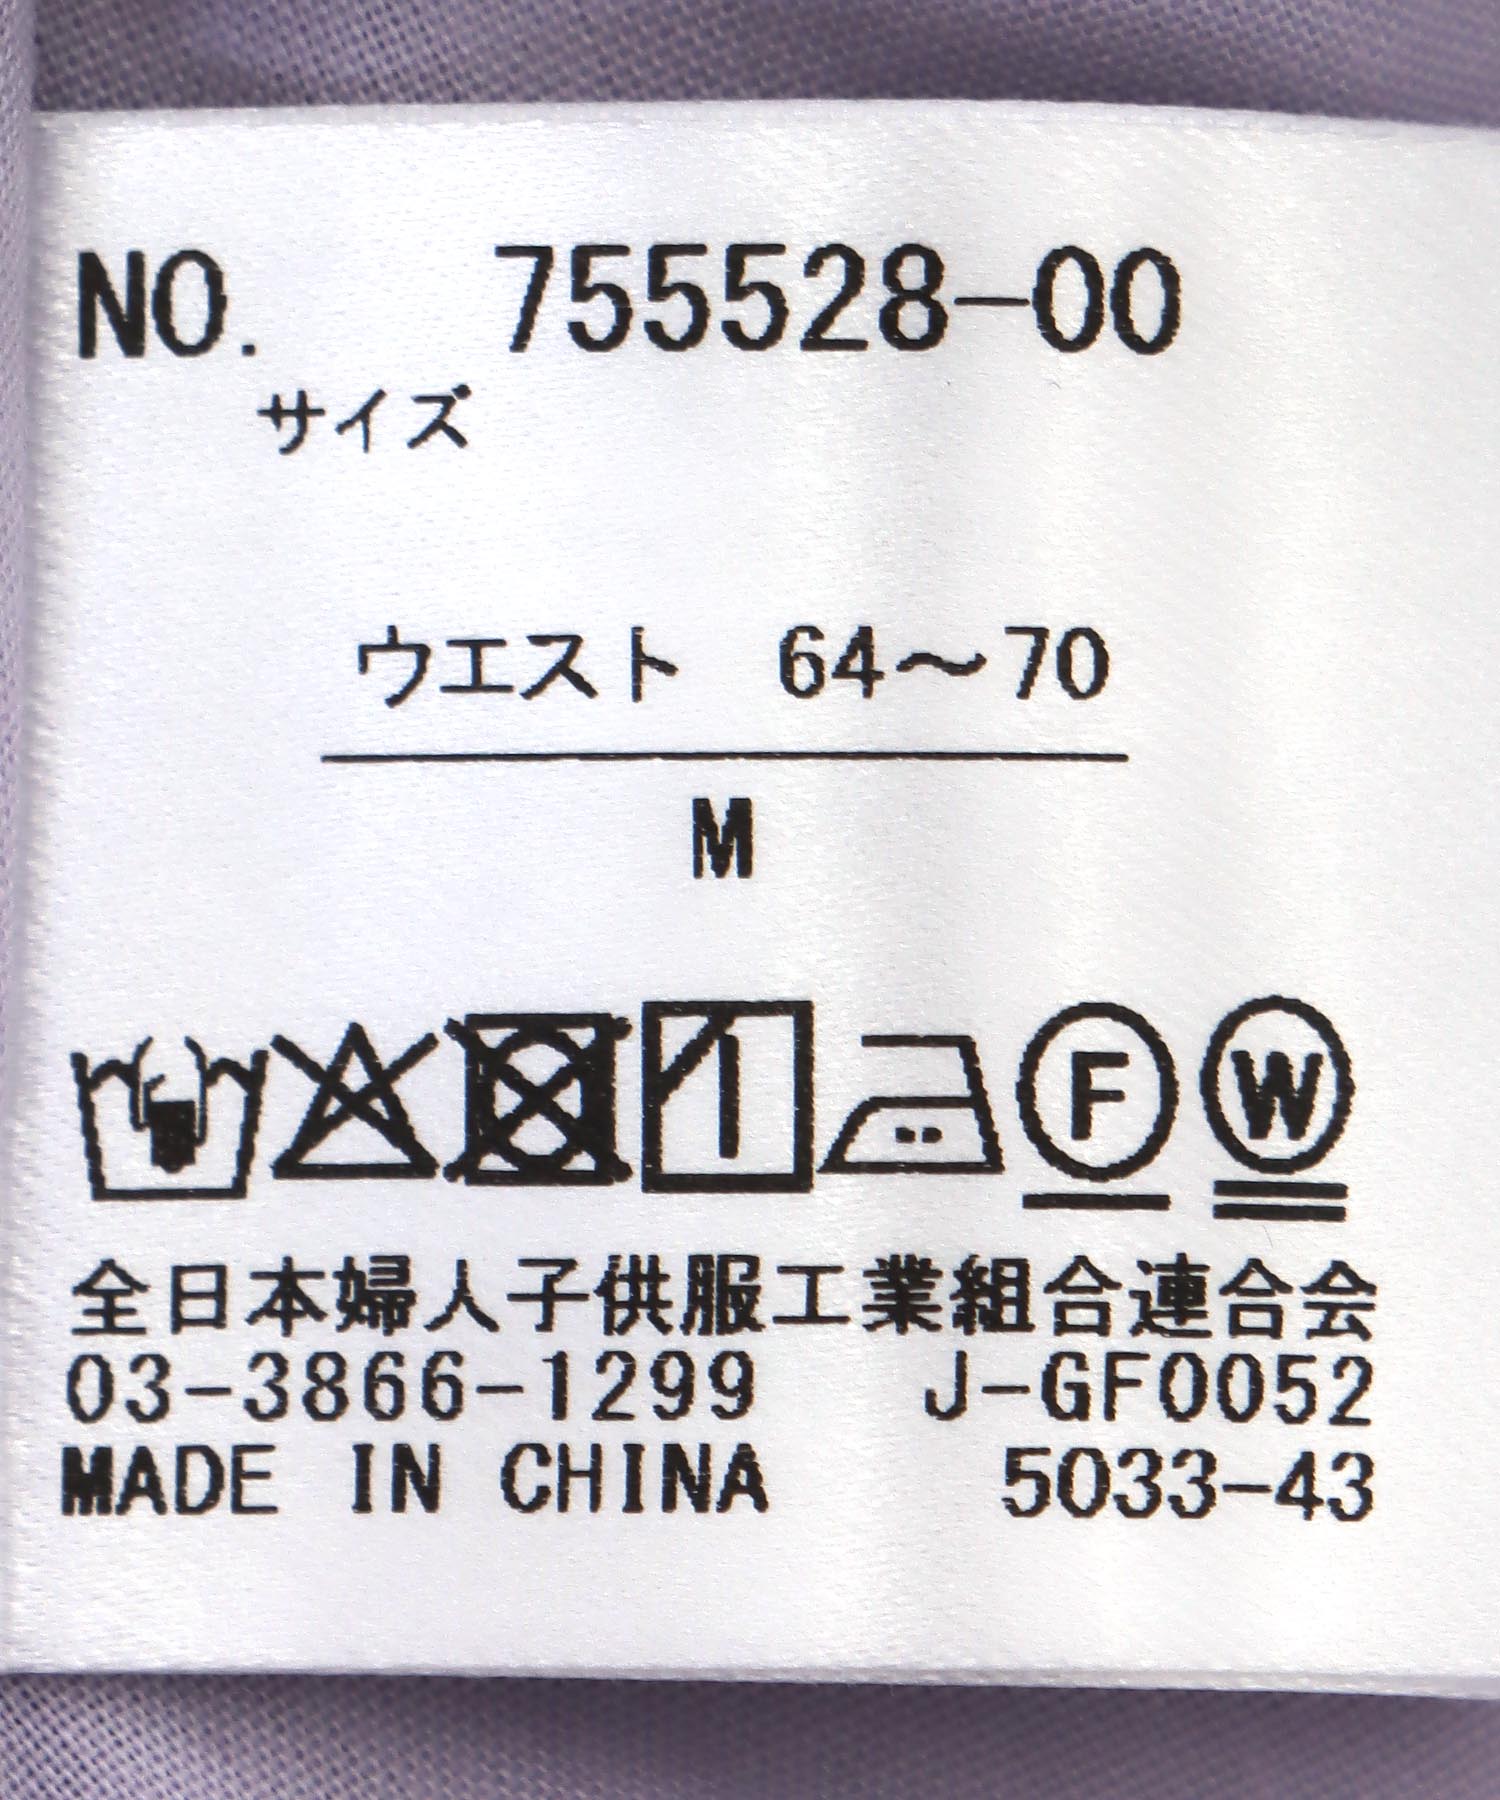 NO. 755528-00
サイズ
ウエスト 64～70
M
F W
全日本婦人子供服工業組合連合会
03-3866-1299 J-GF0052
MADE IN CHINA 5033-43